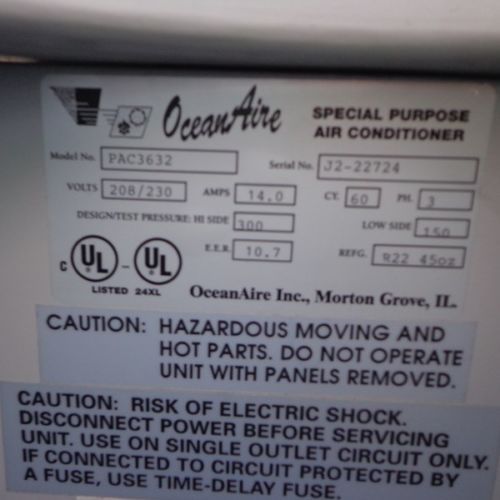 OceanAire SPECIAL PURPOSE
AIR CONDITIONER
Model No. PAC3632 Serial No. J2-22724
VOLTS 208/230 AMPS 14.0 CY. 60 PH. 3
DESIGN/TEST PRESSURE: HI SIDE 300 LOW SIDE 150
E.E.R. 10.7 REFG. R22 45oz
C UL - UL
LISTED 24XL OceanAire Inc., Morton Grove, IL.
CAUTION: HAZARDOUS MOVING AND
HOT PARTS. DO NOT OPERATE
UNIT WITH PANELS REMOVED.
CAUTION: RISK OF ELECTRIC SHOCK.
DISCONNECT POWER BEFORE SERVICING
UNIT. USE ON SINGLE OUTLET CIRCUIT ONLY.
IF CONNECTED TO CIRCUIT PROTECTED BY
A FUSE, USE TIME-DELAY FUSE.